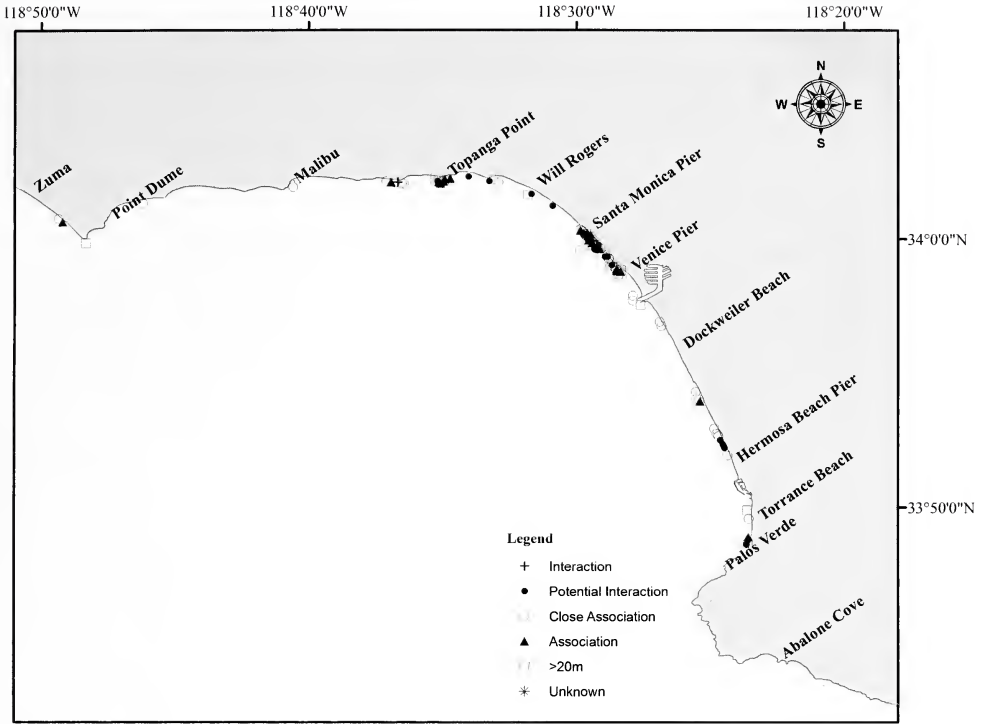 118°50'0"W 118°40'0"W 118°30'0"W 118°20'0"W
N
W E
S
Zuma
Point Dume
Malibu
Topanga Point
Will Rogers
Santa Monica Pier
Venice Pier
34°0'0"N
Dockweiler Beach
Hermosa Beach Pier
Torrance Beach
33°50'0"N
Palos Verde
Abalone Cove
Legend
Interaction
Potential Interaction
Close Association
Association
>20m
Unknown